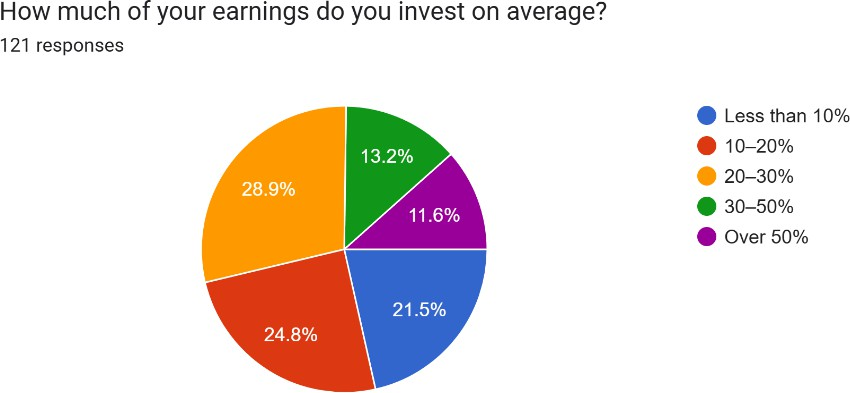 How much of your earnings do you invest on average?
121 responses
13.2%
28.9%
11.6%
21.5%
24.8%
Less than 10%
10–20%
20–30%
30–50%
Over 50%